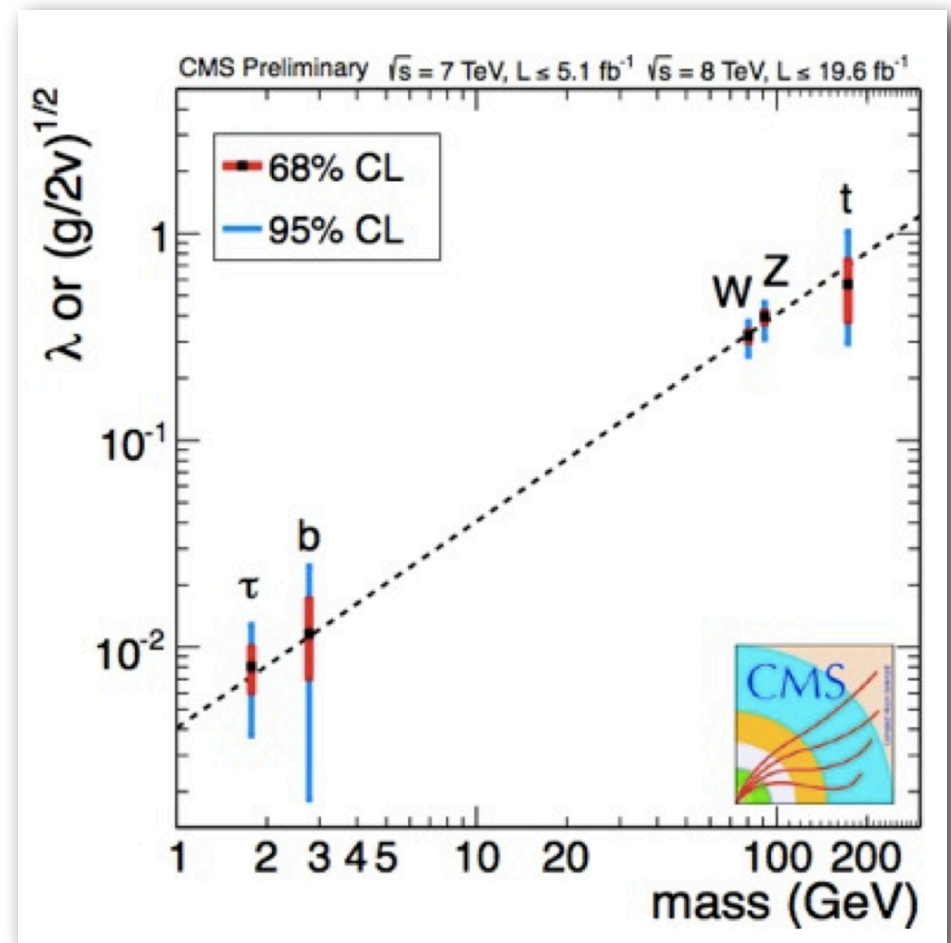 CMS Preliminary √s = 7 TeV, L ≤ 5.1 fb⁻¹ √s = 8 TeV, L ≤ 19.6 fb⁻¹
λ or (g/2v)^1/2
68% CL
95% CL
t
1
W Z
10⁻¹
b
τ
10⁻²
CMS
1 2 3 4 5 10 20 100 200
mass (GeV)